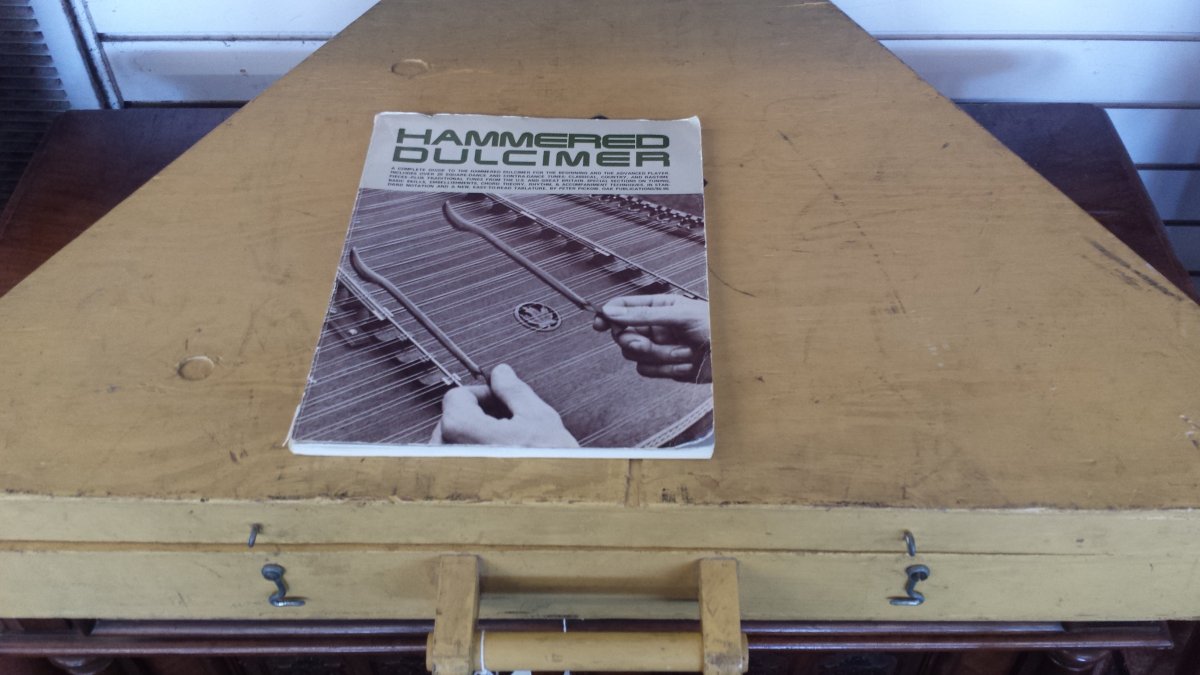 HAMMERED
DULCIMER
A COMPLETE GUIDE TO THE HAMMERED DULCIMER FOR THE BEGINNING AND THE ADVANCED PLAYER.
INCLUDES OVER SQUARE-DANCE AND CONTRA-DANCE TUNES; CLASSICAL, COUNTRY, AND RAGTIME
PIECES—PLUS TRADITIONAL TUNES FROM THE U.S. AND GREAT BRITAIN. SPECIAL SECTIONS ON TUNING,
BASIC SKILLS, EMBELLISHMENTS, CHORD THEORY, RHYTHM, & ACCOMPANIMENT TECHNIQUES. IN STAN-
DARD NOTATION AND A NEW, EASY-TO-READ TABLATURE. BY PETER PICKOW. OAK PUBLICATIONS